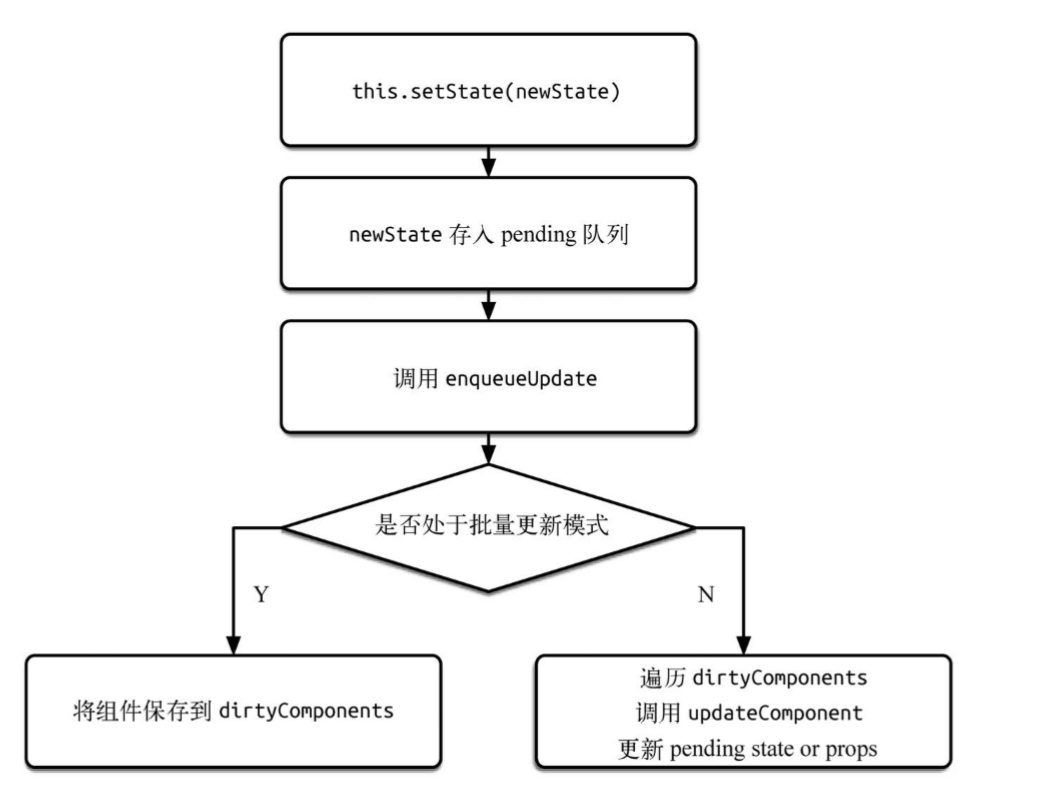 this.setState(newState)
newState 存入 pending 队列
调用 enqueueUpdate
是否处于批量更新模式
Y
N
将组件保存到 dirtyComponents
遍历 dirtyComponents
调用 updateComponent
更新 pending state or props